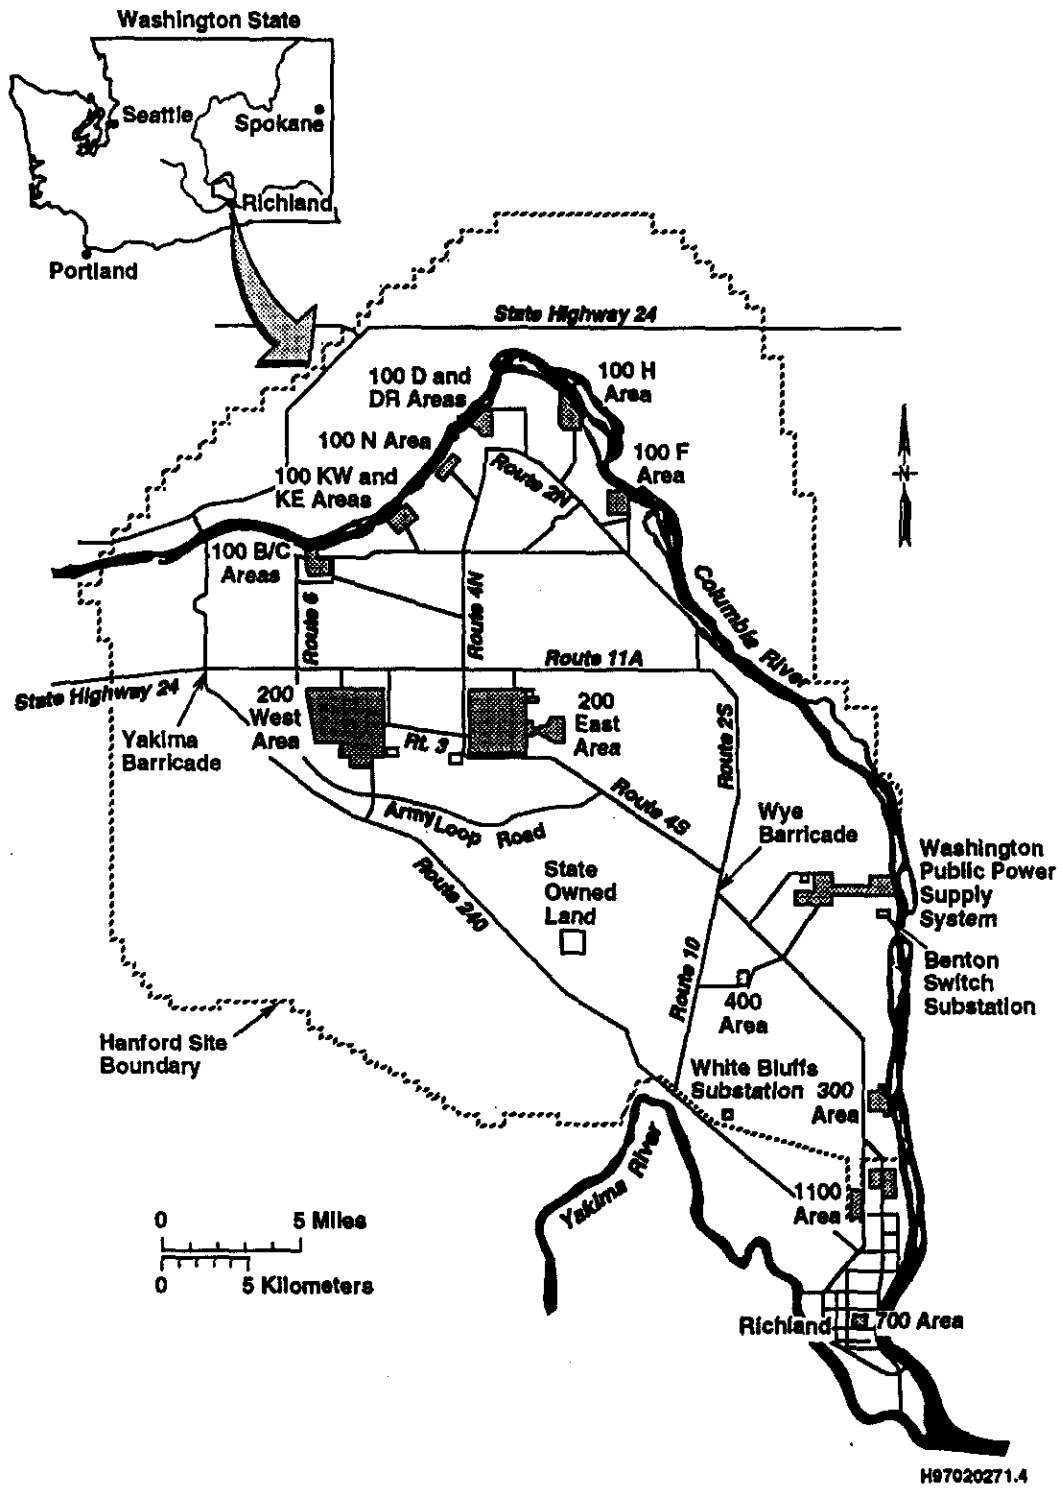 Washington State
Seattle
Spokane
Richland
Portland
State Highway 24
100 D and
DR Areas
100 H
Area
100 N Area
100 F
Area
100 KW and
KE Areas
Route 2N
N
100 B/C
Areas
Columbia River
Route 6
Route 4N
Route 11A
State Highway 24
200
West
Area
200
East
Area
Rt. 3
Route 2S
Yakima
Barricade
Army Loop Road
Route 4S
Wye
Barricade
Washington
Public Power
Supply
System
Route 240
State
Owned
Land
Benton
Switch
Substation
Route 10
400
Area
Hanford Site
Boundary
White Bluffs
Substation
300
Area
Yakima River
1100
Area
0 5 Miles
0 5 Kilometers
Richland
700 Area
H97020271.4